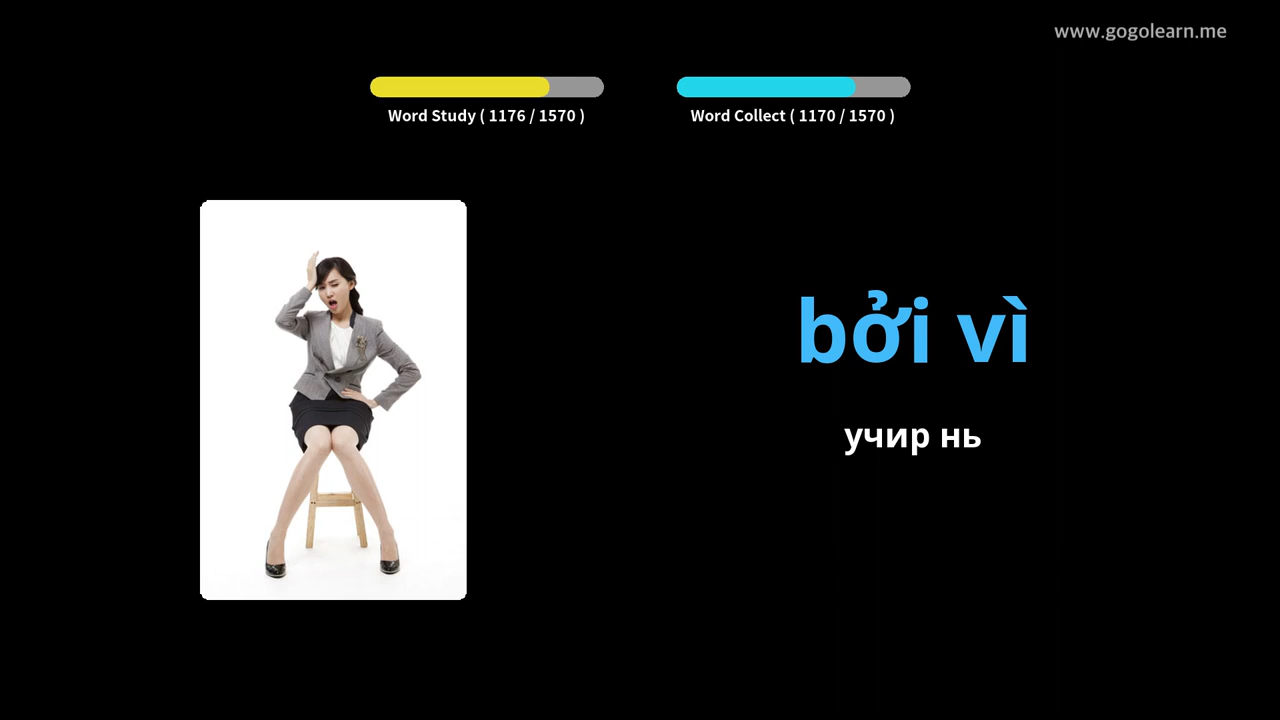 www.gogolearn.me
Word Study ( 1176 / 1570 )
Word Collect ( 1170 / 1570 )
bởi vì
учир нь